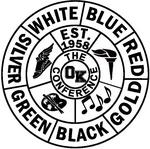 SILVER WHITE BLUE RED
GOLD
BLACK
GREEN
EST.
1958
THE
OK
CONFERENCE